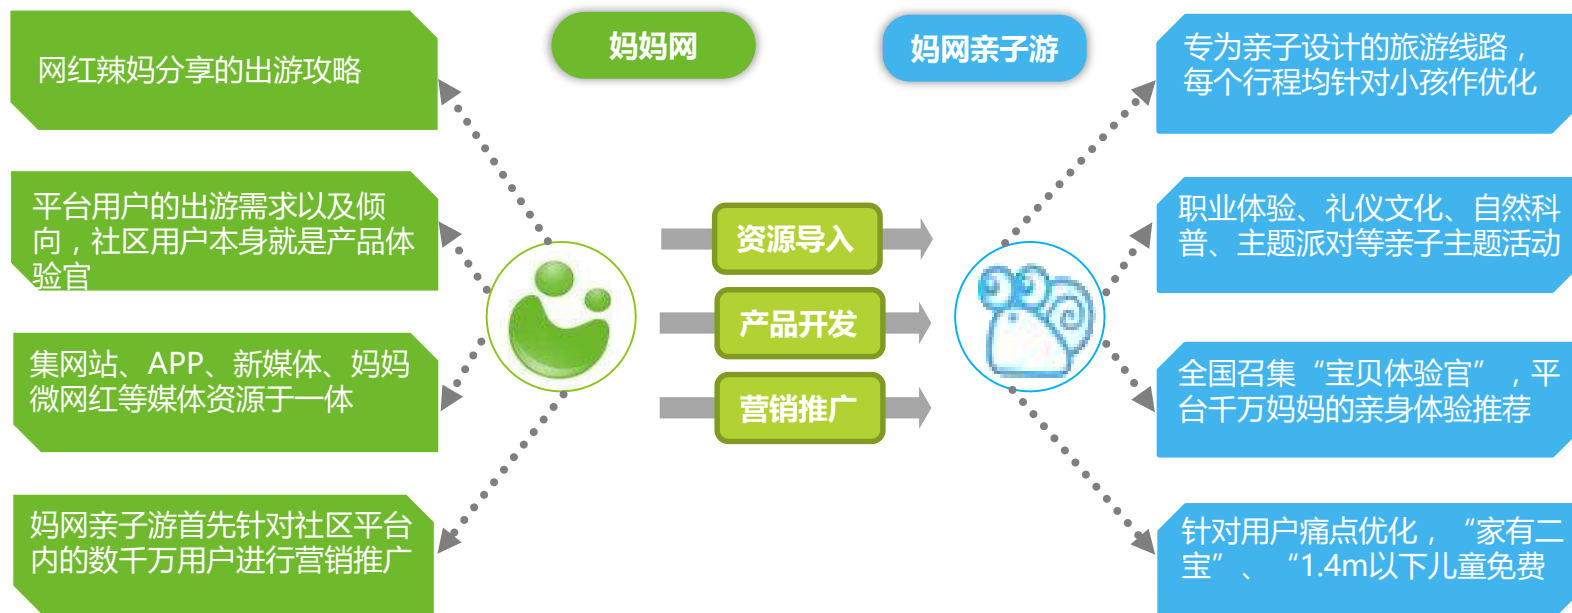 妈妈网
妈网亲子游
网红辣妈分享的出游攻略
平台用户的出游需求以及倾
向，社区用户本身就是产品体
验官
集网站、APP、新媒体、妈妈
微网红等媒体资源于一体
妈网亲子游首先针对社区平台
内的数千万用户进行营销推广
资源导入
产品开发
营销推广
专为亲子设计的旅游线路，
每个行程均针对小孩作优化
职业体验、礼仪文化、自然科
普、主题派对等亲子主题活动
全国召集“宝贝体验官”，平
台千万妈妈的亲身体验推荐
针对用户痛点优化，“家有二
宝”、“1.4m以下儿童免费